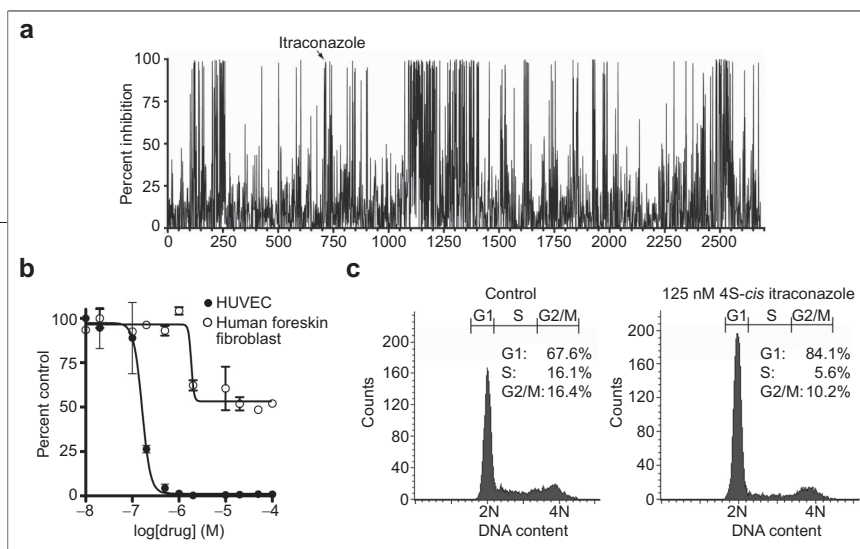 a
Itraconazole
Percent inhibition
100
75
50
25
0
0 250 500 750 1000 1250 1500 1750 2000 2250 2500
b
HUVEC
Human foreskin
fibroblast
Percent control
100
75
50
25
0
–8 –7 –6 –5 –4
log[drug] (M)
c
Control
G1 S G2/M
G1: 67.6%
S: 16.1%
G2/M: 16.4%
Counts
200
160
120
80
40
0
2N 4N
DNA content
125 nM 4S-cis itraconazole
G1 S G2/M
G1: 84.1%
S: 5.6%
G2/M: 10.2%
Counts
200
160
120
80
40
0
2N 4N
DNA content